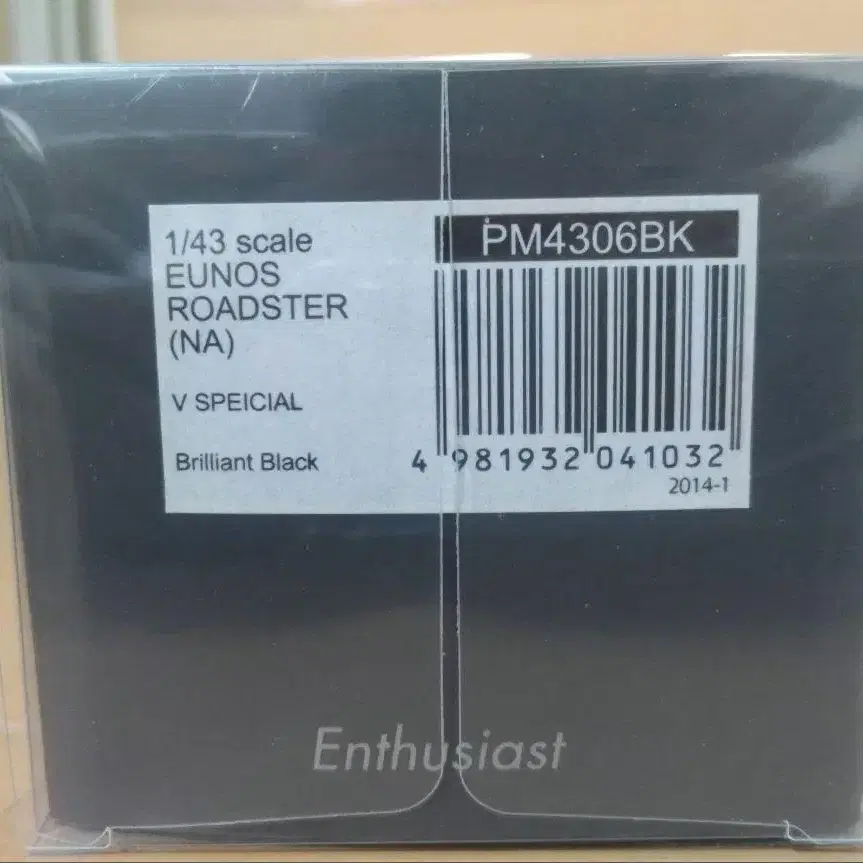 1/43 scale
EUNOS
ROADSTER
(NA)
V SPEICIAL
Brilliant Black
PM4306BK
4 981932 041032
2014-1
Enthusiast